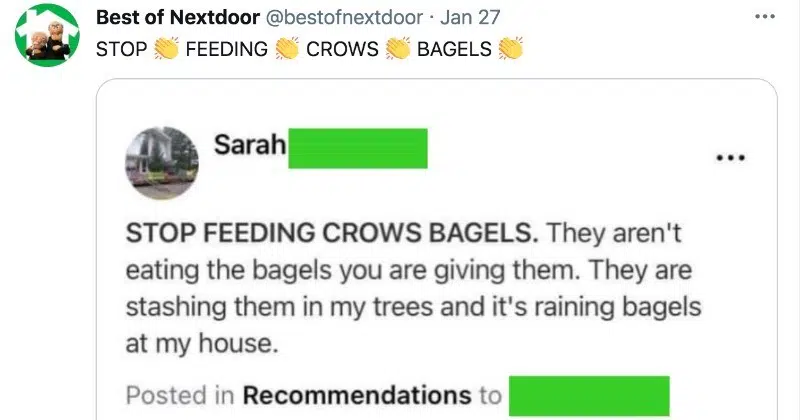 Best of Nextdoor @bestofnextdoor · Jan 27
STOP 👏 FEEDING 👏 CROWS 👏 BAGELS 👏
Sarah
STOP FEEDING CROWS BAGELS. They aren't
eating the bagels you are giving them. They are
stashing them in my trees and it's raining bagels
at my house.
Posted in Recommendations to